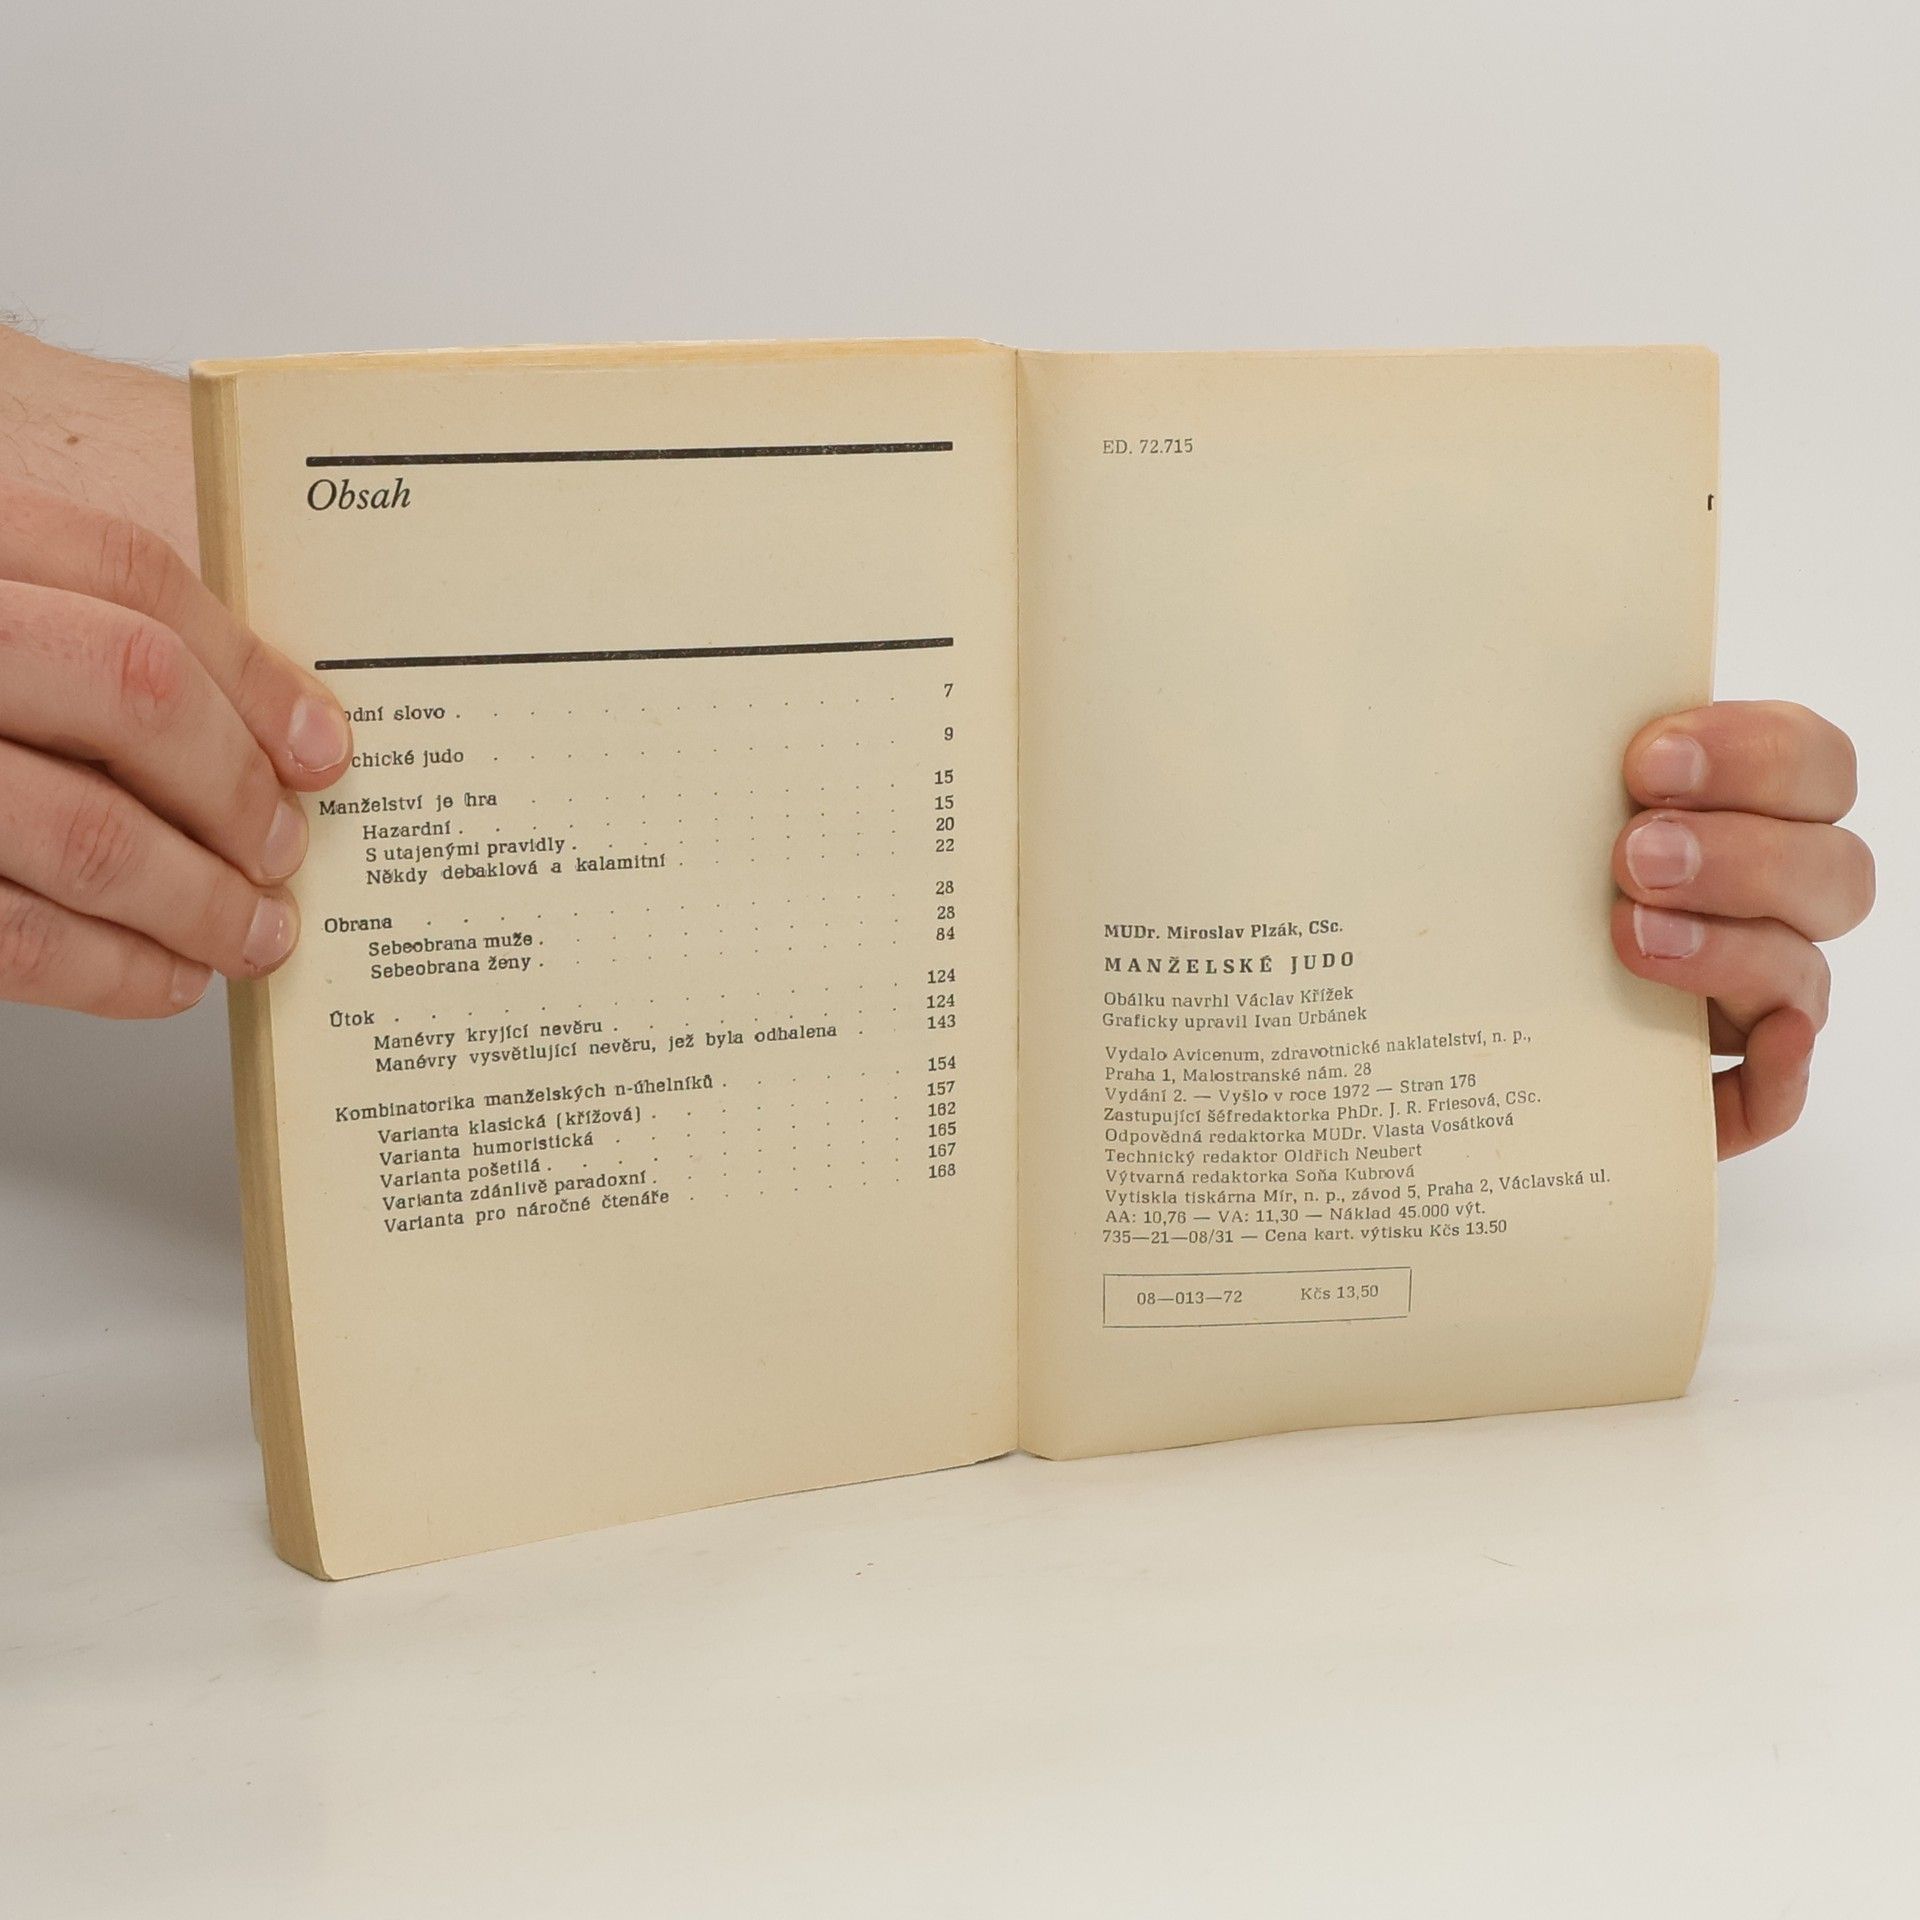 Obsah
slovo . . . . . . . . . . . . 7
judo . . . . . . . . . . . . 9
Manželství je hra . . . . . . . . . . . 15
Hazardní . . . . . . . . . . . . 15
S utajenými pravidly . . . . . . . . . 20
Někdy debaklová a kalamitní . . . . . . . 22
Obrana . . . . . . . . . . . . . 28
Sebeobrana muže . . . . . . . . . . 28
Sebeobrana ženy . . . . . . . . . . 84
Útok . . . . . . . . . . . . . . 124
Manévry kryjící nevěru . . . . . . . . 124
Manévry vysvětlující nevěru, jež byla odhalena . . 143
Kombinatorika manželských n-úhelníků . . . . . 154
Varianta klasická (křížová) . . . . . . . 157
Varianta humoristická . . . . . . . . 162
Varianta pošetilá . . . . . . . . . . 165
Varianta zdánlivě paradoxní . . . . . . . 167
Varianta pro náročné čtenáře . . . . . . 168
ED. 72.715
MUDr. Miroslav Plzák, CSc.
MANŽELSKÉ JUDO
Obálku navrhl Václav Křížek
Graficky upravil Ivan Urbánek
Vydalo Avicenum, zdravotnické naklatelství, n. p.,
Praha 1, Malostranské nám. 28
Vydání 2. — Vyšlo v roce 1972 — Stran 176
Zastupující šéfredaktorka PhDr. J. R. Friesová, CSc.
Odpovědná redaktorka MUDr. Vlasta Vosátková
Technický redaktor Oldřich Neubert
Výtvarná redaktorka Soňa Kubrová
Vytiskla tiskárna Mír, n. p., závod 5, Praha 2, Václavská ul.
AA: 10,76 — VA: 11,30 — Náklad 45.000 výt.
735—21—08/31 — Cena kart. výtisku Kčs 13.50
08—013—72 Kčs 13,50